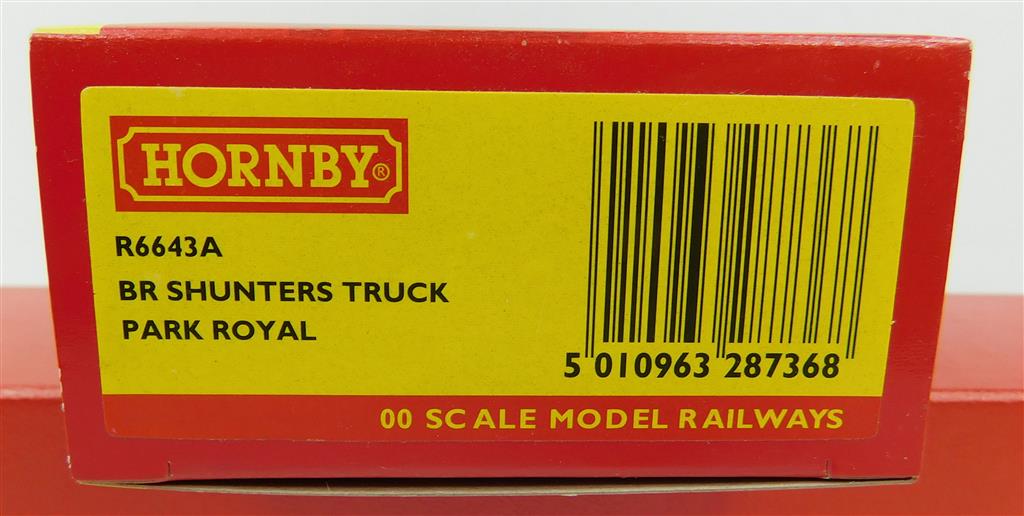 HORNBY®
R6643A
BR SHUNTERS TRUCK
PARK ROYAL
5 010963 287368
00 SCALE MODEL RAILWAYS